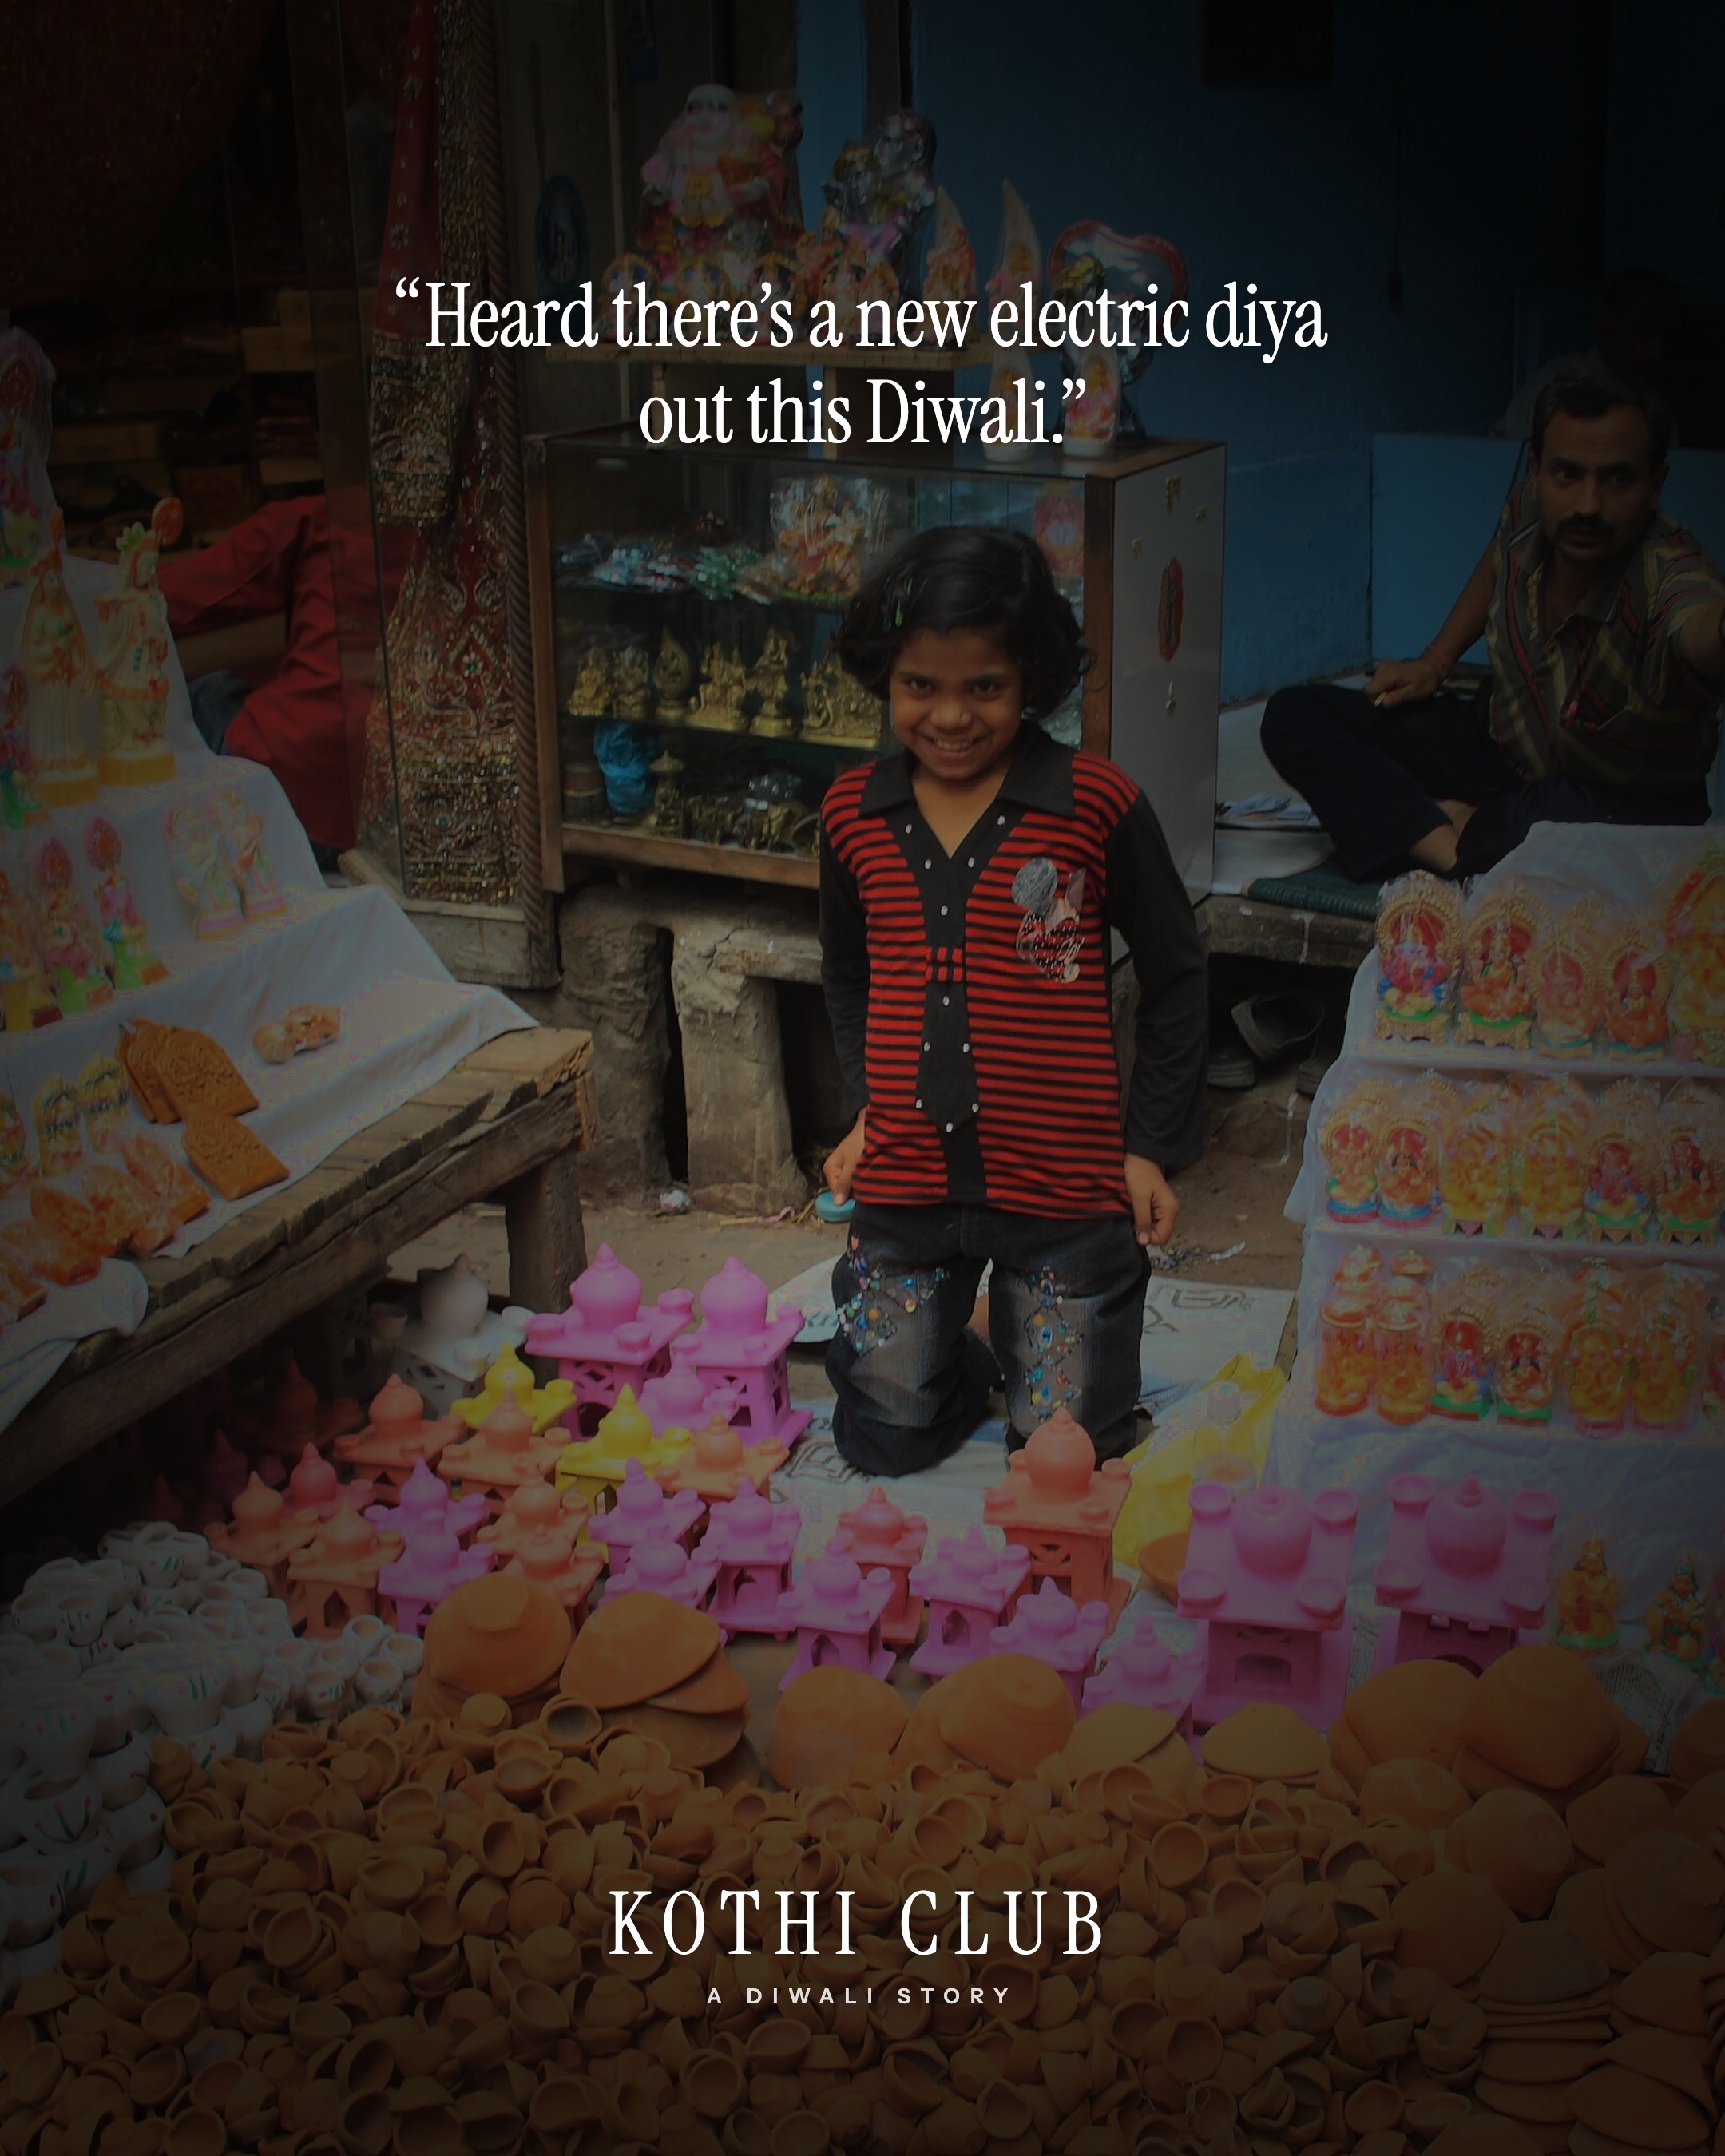 “Heard there’s a new electric diya
out this Diwali.”
KOTHI CLUB
A DIWALI STORY